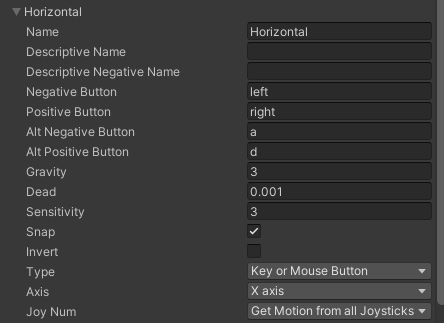 Horizontal
Name Horizontal
Descriptive Name
Descriptive Negative Name
Negative Button left
Positive Button right
Alt Negative Button a
Alt Positive Button d
Gravity 3
Dead 0.001
Sensitivity 3
Snap
Invert
Type Key or Mouse Button
Axis X axis
Joy Num Get Motion from all Joysticks